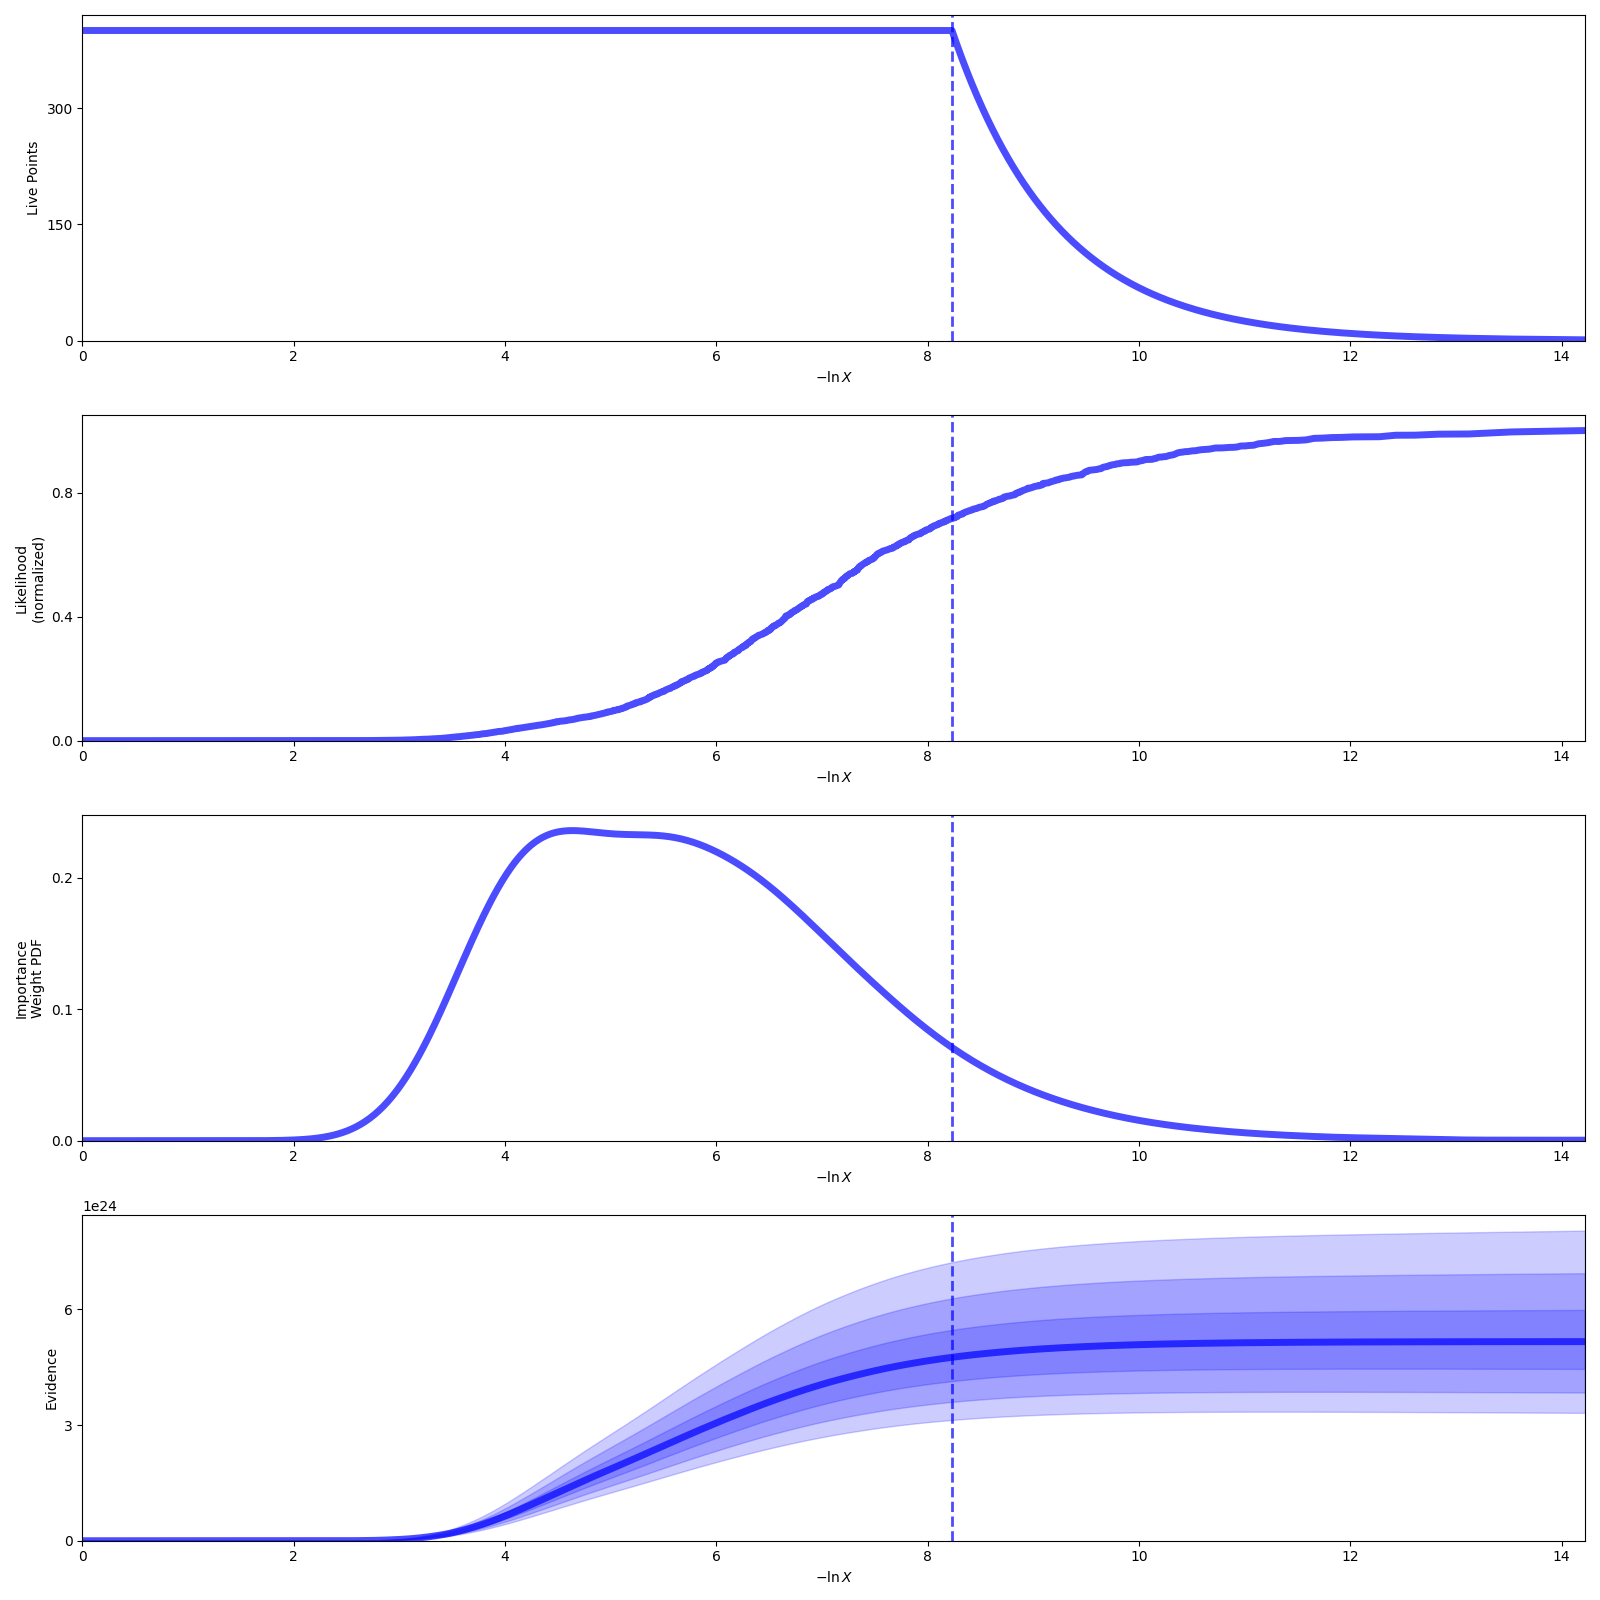 300
150
0
Live Points
0 2 4 6 8 10 12 14
−ln X
0.8
0.4
0.0
Likelihood
(normalized)
0 2 4 6 8 10 12 14
−ln X
0.2
0.1
0.0
Importance
Weight PDF
0 2 4 6 8 10 12 14
−ln X
1e24
6
3
0
Evidence
0 2 4 6 8 10 12 14
−ln X